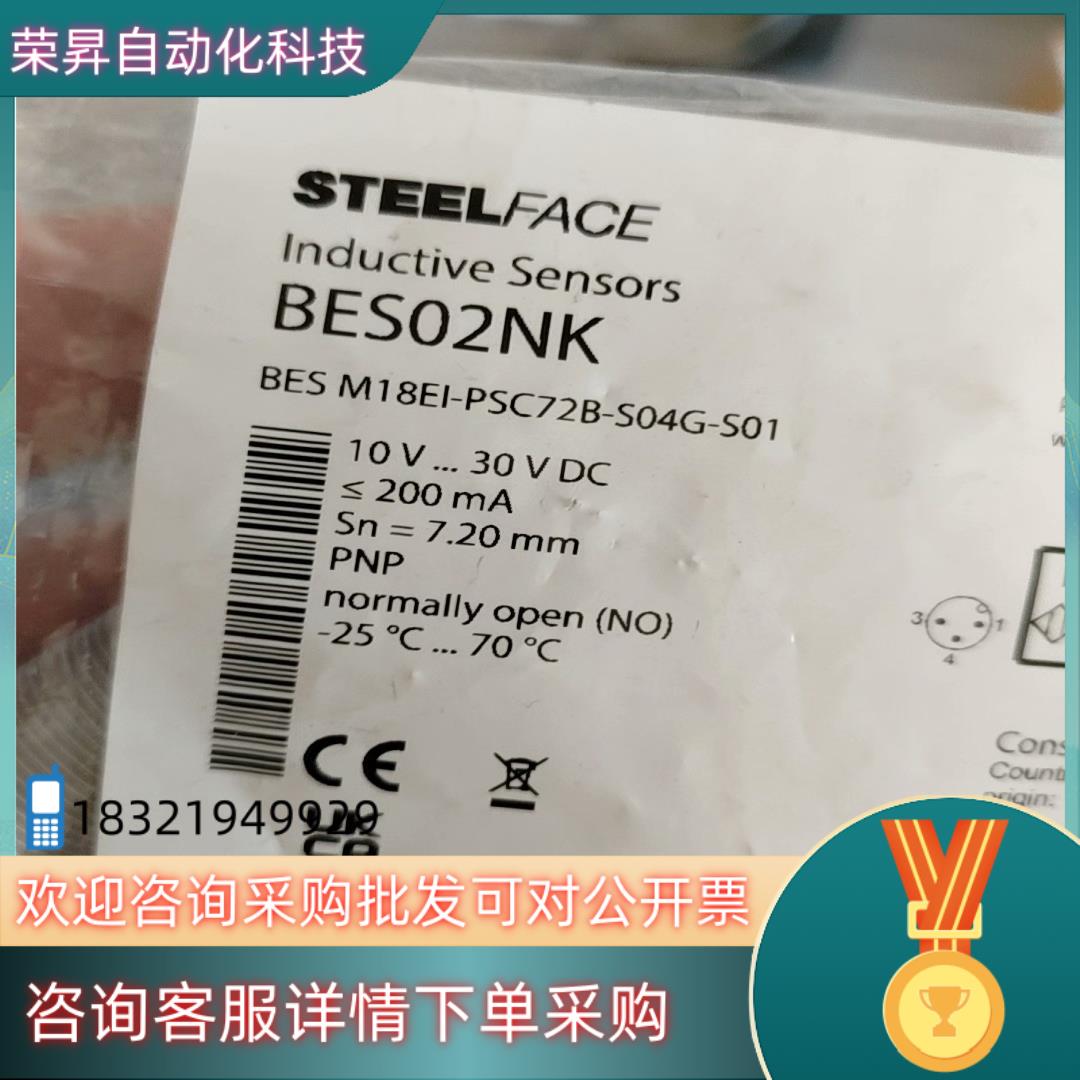 荣昇自动化科技
STEELFACE
Inductive Sensors
BES02NK
BES M18EI-PSC72B-S04G-S01
10 V ... 30 V DC
≤ 200 mA
Sn = 7.20 mm
PNP
normally open (NO)
-25 °C ... 70 °C
3
1
4
CE
UK
CA
18321949929
欢迎咨询采购批发可对公开票
咨询客服详情下单采购